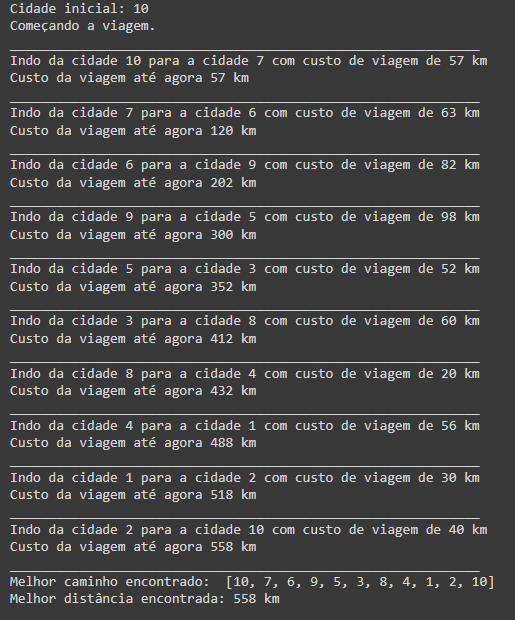 Cidade inicial: 10
Começando a viagem.
Indo da cidade 10 para a cidade 7 com custo de viagem de 57 km
Custo da viagem até agora 57 km
Indo da cidade 7 para a cidade 6 com custo de viagem de 63 km
Custo da viagem até agora 120 km
Indo da cidade 6 para a cidade 9 com custo de viagem de 82 km
Custo da viagem até agora 202 km
Indo da cidade 9 para a cidade 5 com custo de viagem de 98 km
Custo da viagem até agora 300 km
Indo da cidade 5 para a cidade 3 com custo de viagem de 52 km
Custo da viagem até agora 352 km
Indo da cidade 3 para a cidade 8 com custo de viagem de 60 km
Custo da viagem até agora 412 km
Indo da cidade 8 para a cidade 4 com custo de viagem de 20 km
Custo da viagem até agora 432 km
Indo da cidade 4 para a cidade 1 com custo de viagem de 56 km
Custo da viagem até agora 488 km
Indo da cidade 1 para a cidade 2 com custo de viagem de 30 km
Custo da viagem até agora 518 km
Indo da cidade 2 para a cidade 10 com custo de viagem de 40 km
Custo da viagem até agora 558 km
Melhor caminho encontrado:  [10, 7, 6, 9, 5, 3, 8, 4, 1, 2, 10]
Melhor distância encontrada: 558 km